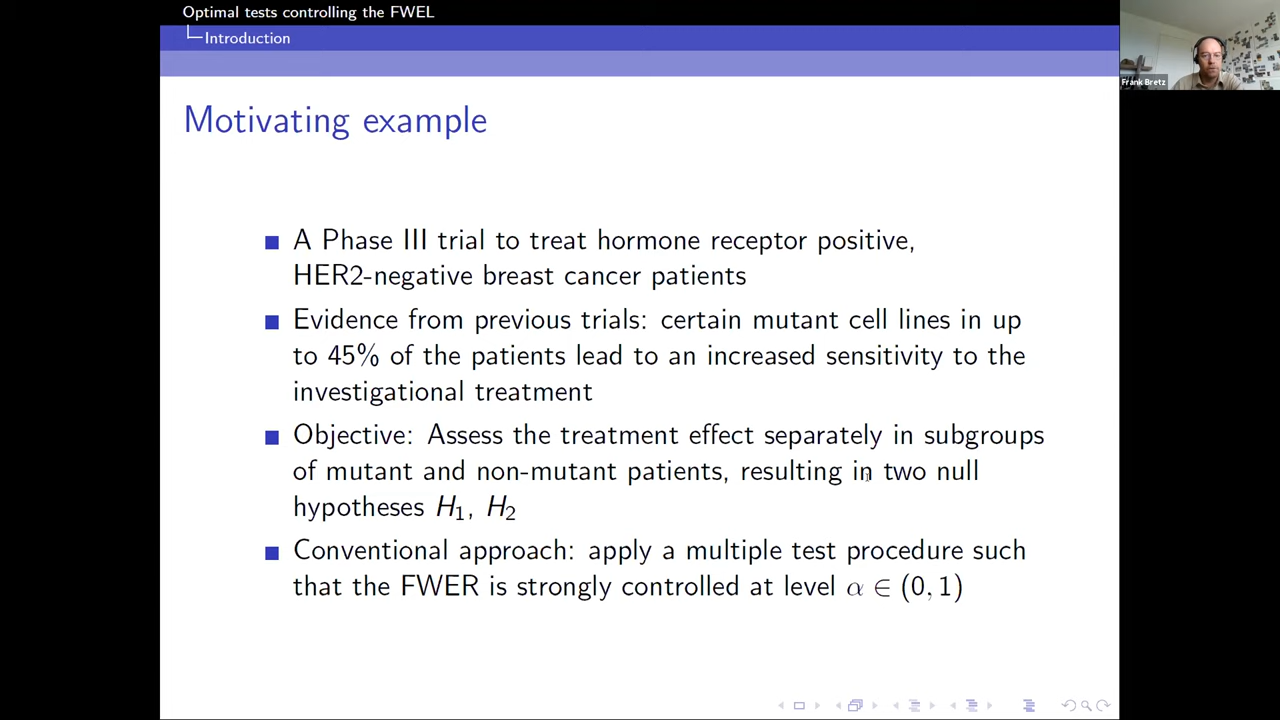 Optimal tests controlling the FWEL
Introduction
Frank Bretz
Motivating example
A Phase III trial to treat hormone receptor positive,
HER2-negative breast cancer patients
Evidence from previous trials: certain mutant cell lines in up
to 45% of the patients lead to an increased sensitivity to the
investigational treatment
Objective: Assess the treatment effect separately in subgroups
of mutant and non-mutant patients, resulting in two null
hypotheses H₁, H₂
Conventional approach: apply a multiple test procedure such
that the FWER is strongly controlled at level α ∈ (0, 1)